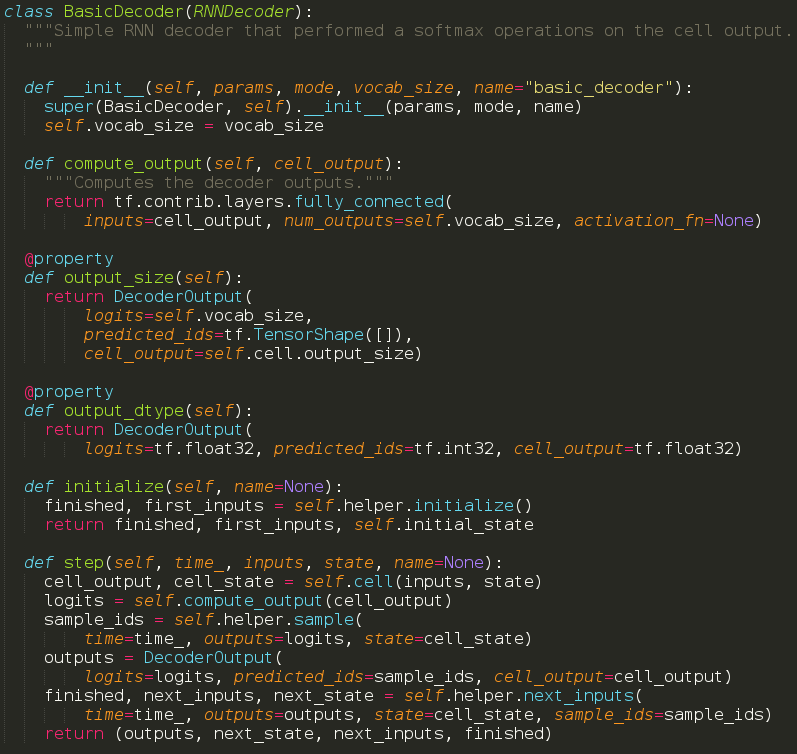 class BasicDecoder(RNNDecoder):
  """Simple RNN decoder that performed a softmax operations on the cell output.
  """

  def __init__(self, params, mode, vocab_size, name="basic_decoder"):
    super(BasicDecoder, self).__init__(params, mode, name)
    self.vocab_size = vocab_size

  def compute_output(self, cell_output):
    """Computes the decoder outputs."""
    return tf.contrib.layers.fully_connected(
        inputs=cell_output, num_outputs=self.vocab_size, activation_fn=None)

  @property
  def output_size(self):
    return DecoderOutput(
        logits=self.vocab_size,
        predicted_ids=tf.TensorShape([]),
        cell_output=self.cell.output_size)

  @property
  def output_dtype(self):
    return DecoderOutput(
        logits=tf.float32, predicted_ids=tf.int32, cell_output=tf.float32)

  def initialize(self, name=None):
    finished, first_inputs = self.helper.initialize()
    return finished, first_inputs, self.initial_state

  def step(self, time_, inputs, state, name=None):
    cell_output, cell_state = self.cell(inputs, state)
    logits = self.compute_output(cell_output)
    sample_ids = self.helper.sample(
        time=time_, outputs=logits, state=cell_state)
    outputs = DecoderOutput(
        logits=logits, predicted_ids=sample_ids, cell_output=cell_output)
    finished, next_inputs, next_state = self.helper.next_inputs(
        time=time_, outputs=outputs, state=cell_state, sample_ids=sample_ids)
    return (outputs, next_state, next_inputs, finished)